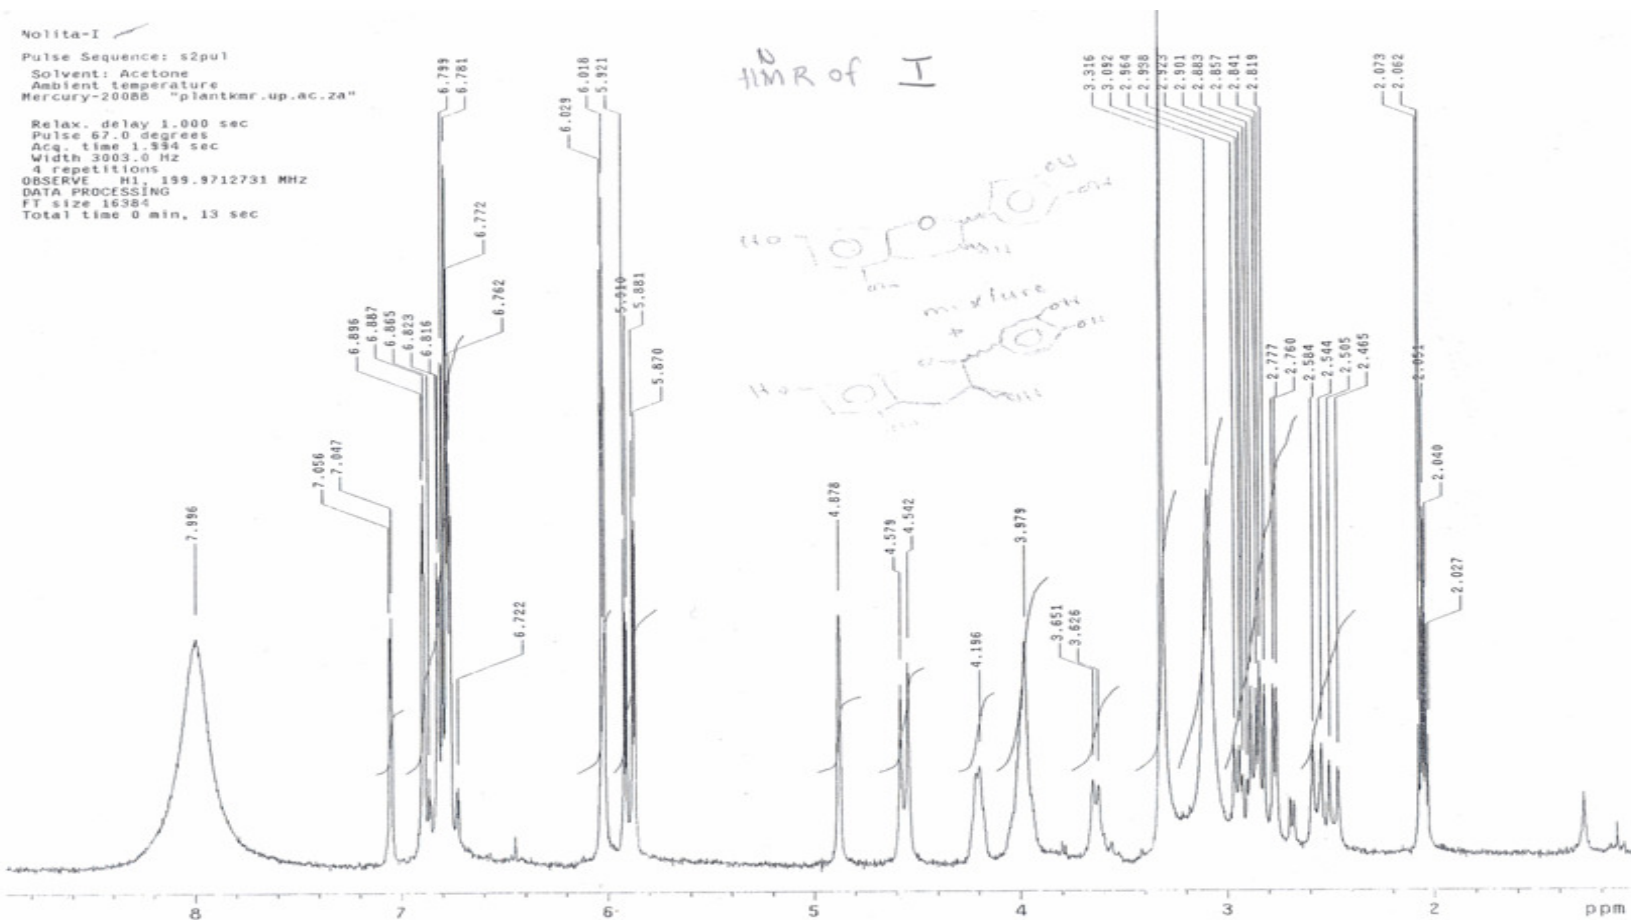 Nolita-I
Pulse Sequence: s2pul
Solvent: Acetone
Ambient temperature
Mercury-200BB "plantnmr.up.ac.za"
Relax. delay 1.000 sec
Pulse 67.0 degrees
Acq. time 1.994 sec
Width 3003.0 Hz
4 repetitions
OBSERVE H1, 199.9712731 MHz
DATA PROCESSING
FT size 16384
Total time 0 min, 13 sec
NMR of I
7.996
7.056
7.047
6.896
6.887
6.865
6.823
6.816
6.799
6.781
6.772
6.762
6.722
6.029
6.018
5.921
5.910
5.881
5.870
4.878
4.579
4.542
4.196
3.979
3.651
3.626
3.316
3.092
2.964
2.938
2.923
2.901
2.883
2.857
2.841
2.819
2.777
2.760
2.584
2.544
2.505
2.465
2.073
2.062
2.051
2.040
2.027
HO
O
OH
OH
mixture
+
OH
OH
8 7 6 5 4 3 2 ppm